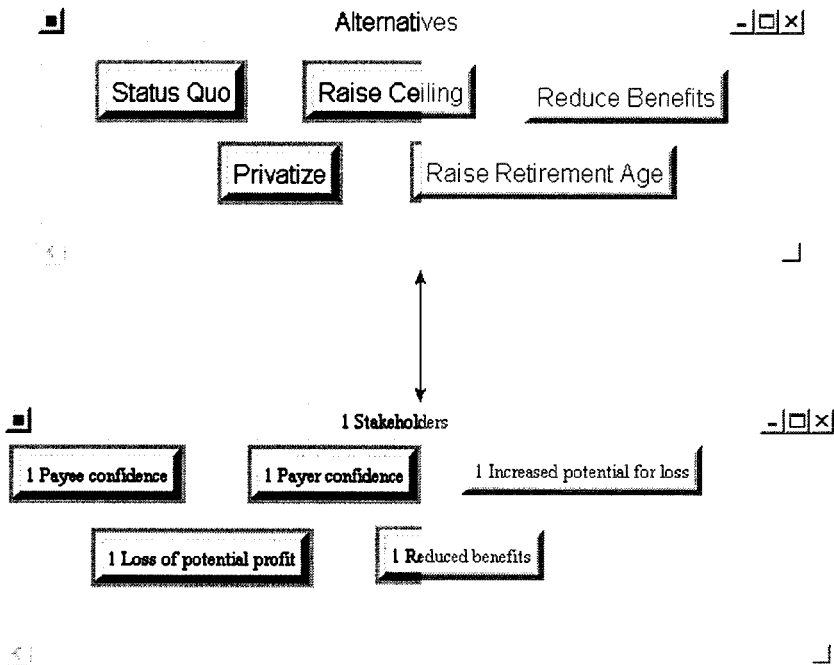 Alternatives
Status Quo
Raise Ceiling
Reduce Benefits
Privatize
Raise Retirement Age
1 Stakeholders
1 Payee confidence
1 Payer confidence
1 Increased potential for loss
1 Loss of potential profit
1 Reduced benefits